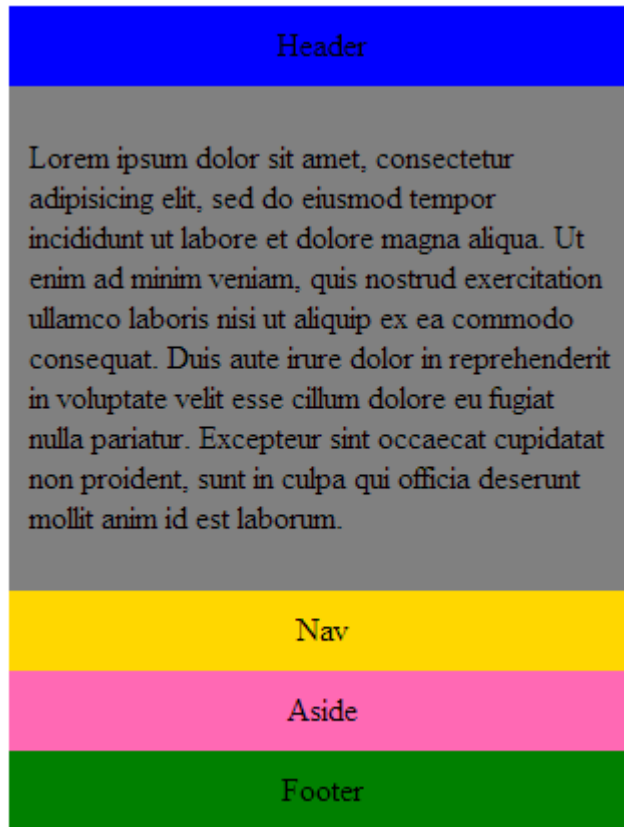 Header
Lorem ipsum dolor sit amet, consectetur
adipisicing elit, sed do eiusmod tempor
incididunt ut labore et dolore magna aliqua. Ut
enim ad minim veniam, quis nostrud exercitation
ullamco laboris nisi ut aliquip ex ea commodo
consequat. Duis aute irure dolor in reprehenderit
in voluptate velit esse cillum dolore eu fugiat
nulla pariatur. Excepteur sint occaecat cupidatat
non proident, sunt in culpa qui officia deserunt
mollit anim id est laborum.
Nav
Aside
Footer